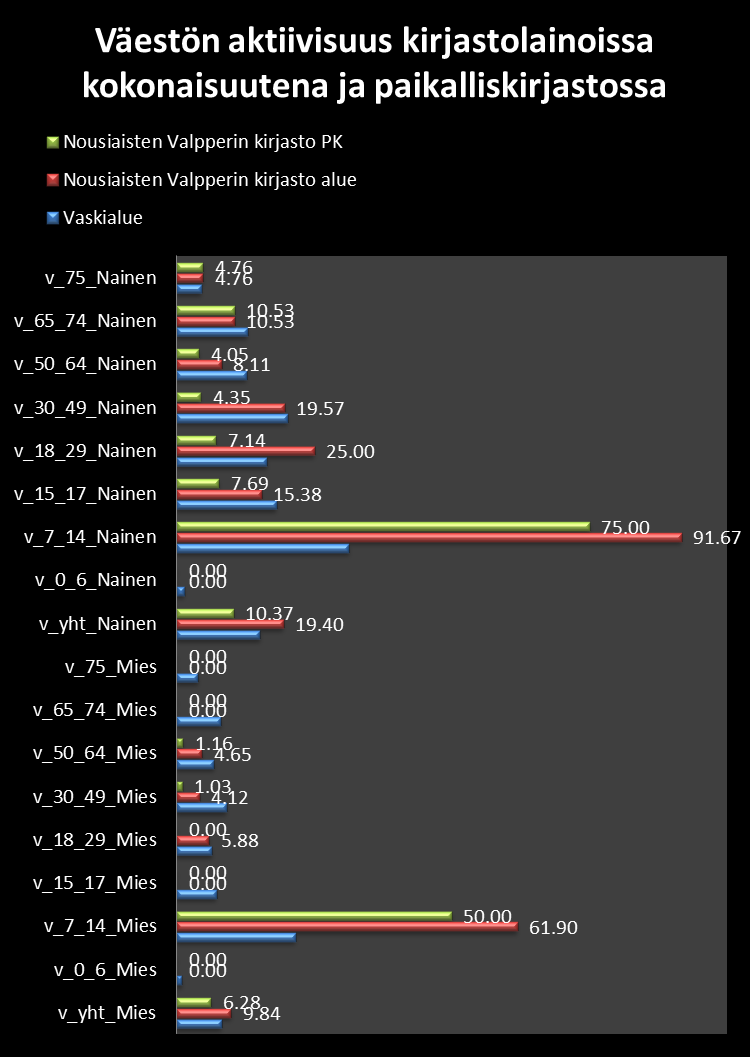 Väestön aktiivisuus kirjastolainoissa
kokonaisuutena ja paikalliskirjastossa
Nousiaisten Valpperin kirjasto PK
Nousiaisten Valpperin kirjasto alue
Vaskialue
v_75_Nainen
4.76
4.76
v_65_74_Nainen
10.53
10.53
v_50_64_Nainen
4.05
8.11
v_30_49_Nainen
4.35
19.57
v_18_29_Nainen
7.14
25.00
v_15_17_Nainen
7.69
15.38
v_7_14_Nainen
75.00
91.67
v_0_6_Nainen
0.00
0.00
v_yht_Nainen
10.37
19.40
v_75_Mies
0.00
0.00
v_65_74_Mies
0.00
0.00
v_50_64_Mies
1.16
4.65
v_30_49_Mies
1.03
4.12
v_18_29_Mies
0.00
5.88
v_15_17_Mies
0.00
0.00
v_7_14_Mies
50.00
61.90
v_0_6_Mies
0.00
0.00
v_yht_Mies
6.28
9.84